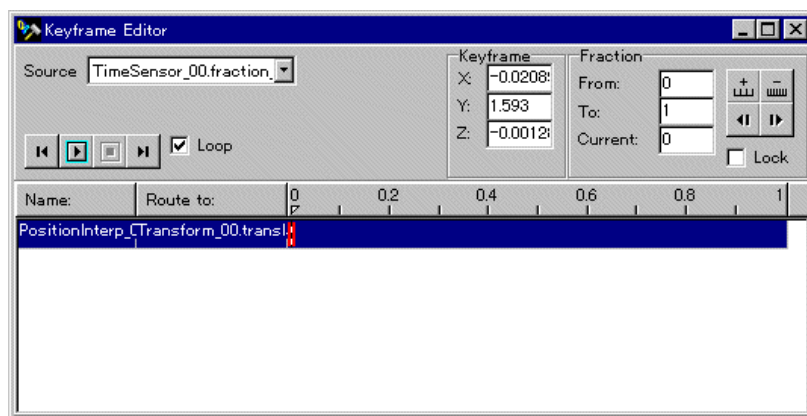 Keyframe Editor
Source TimeSensor_00.fraction_
Loop
Keyframe
X: -0.0208
Y: 1.593
Z: -0.0012
Fraction
From: 0
To: 1
Current: 0
Lock
Name: Route to: 0 0.2 0.4 0.6 0.8 1
PositionInterp_ Transform_00.transl